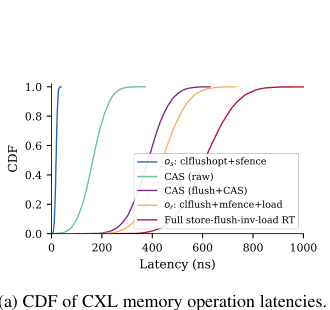 1.0
0.8
0.6
0.4
0.2
0.0
CDF
oₛ: clflushopt+sfence
CAS (raw)
CAS (flush+CAS)
oᵣ: clflush+mfence+load
Full store-flush-inv-load RT
0 200 400 600 800 1000
Latency (ns)
(a) CDF of CXL memory operation latencies.